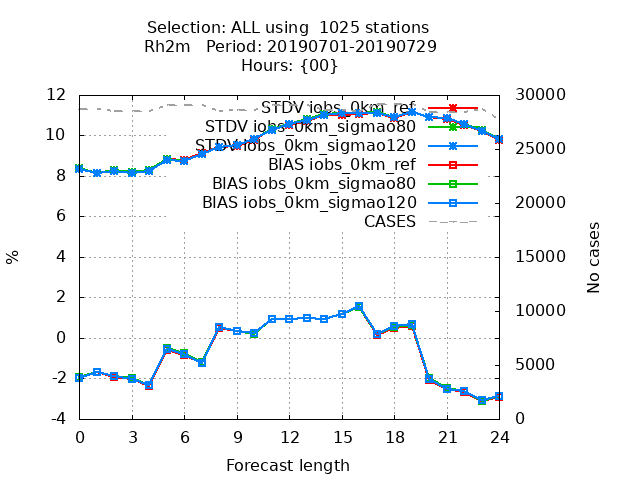 Selection: ALL using  1025 stations
Rh2m   Period: 20190701-20190729
Hours: {00}
STDV iobs_0km_ref
STDV iobs_0km_sigmao80
STDV iobs_0km_sigmao120
BIAS iobs_0km_ref
BIAS iobs_0km_sigmao80
BIAS iobs_0km_sigmao120
CASES
12
10
8
6
4
2
0
-2
-4
%
30000
25000
20000
15000
10000
5000
0
No cases
0 3 6 9 12 15 18 21 24
Forecast length